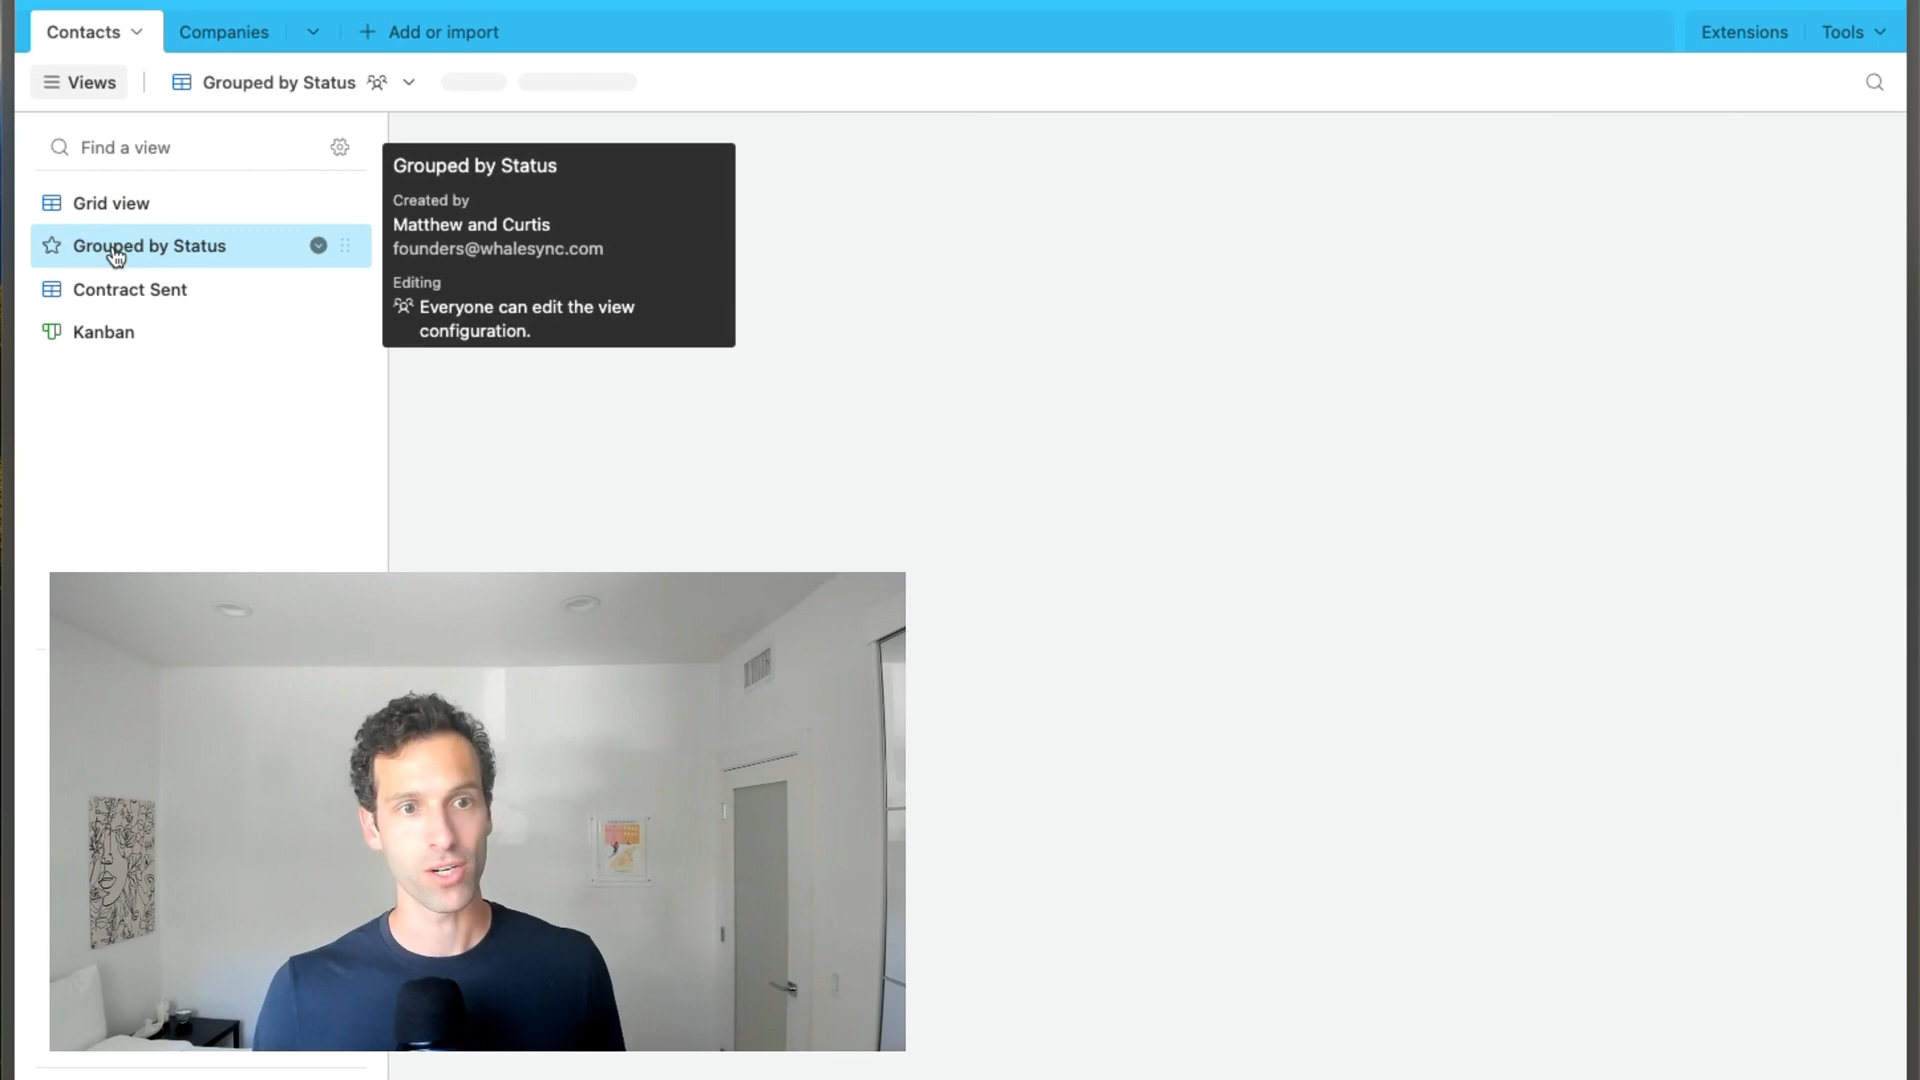 Contacts
Companies
Add or import
Extensions
Tools
Views
Grouped by Status
Find a view
Grid view
Grouped by Status
Contract Sent
Kanban
Grouped by Status
Created by
Matthew and Curtis
founders@whalesync.com
Editing
Everyone can edit the view
configuration.